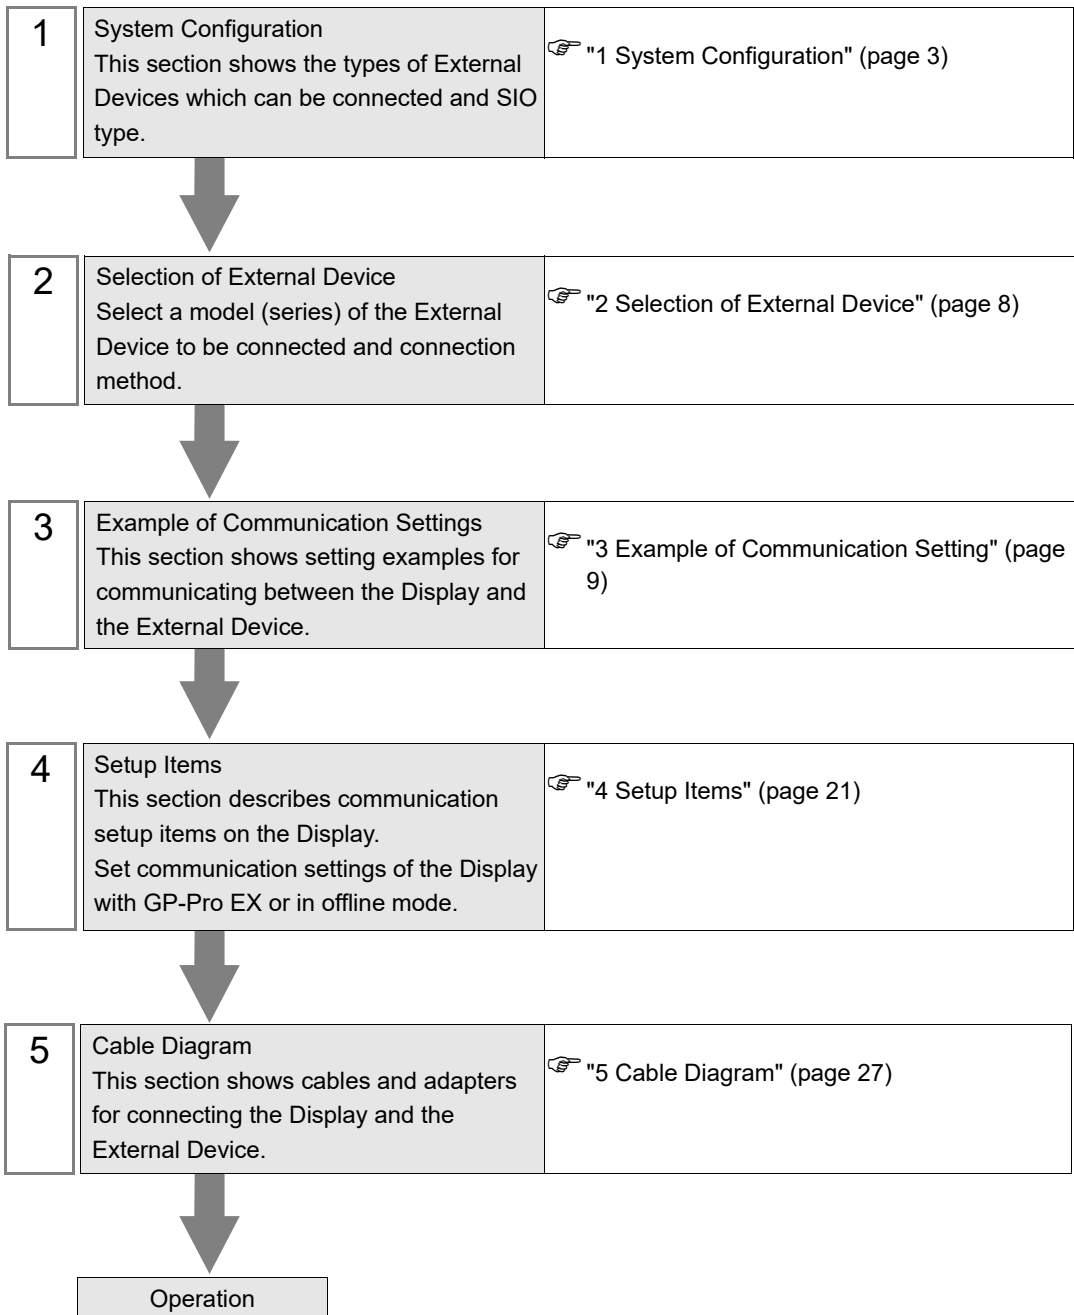 1
System Configuration
This section shows the types of External
Devices which can be connected and SIO
type.
"1 System Configuration" (page 3)
2
Selection of External Device
Select a model (series) of the External
Device to be connected and connection
method.
"2 Selection of External Device" (page 8)
3
Example of Communication Settings
This section shows setting examples for
communicating between the Display and
the External Device.
"3 Example of Communication Setting" (page
9)
4
Setup Items
This section describes communication
setup items on the Display.
Set communication settings of the Display
with GP-Pro EX or in offline mode.
"4 Setup Items" (page 21)
5
Cable Diagram
This section shows cables and adapters
for connecting the Display and the
External Device.
"5 Cable Diagram" (page 27)
Operation